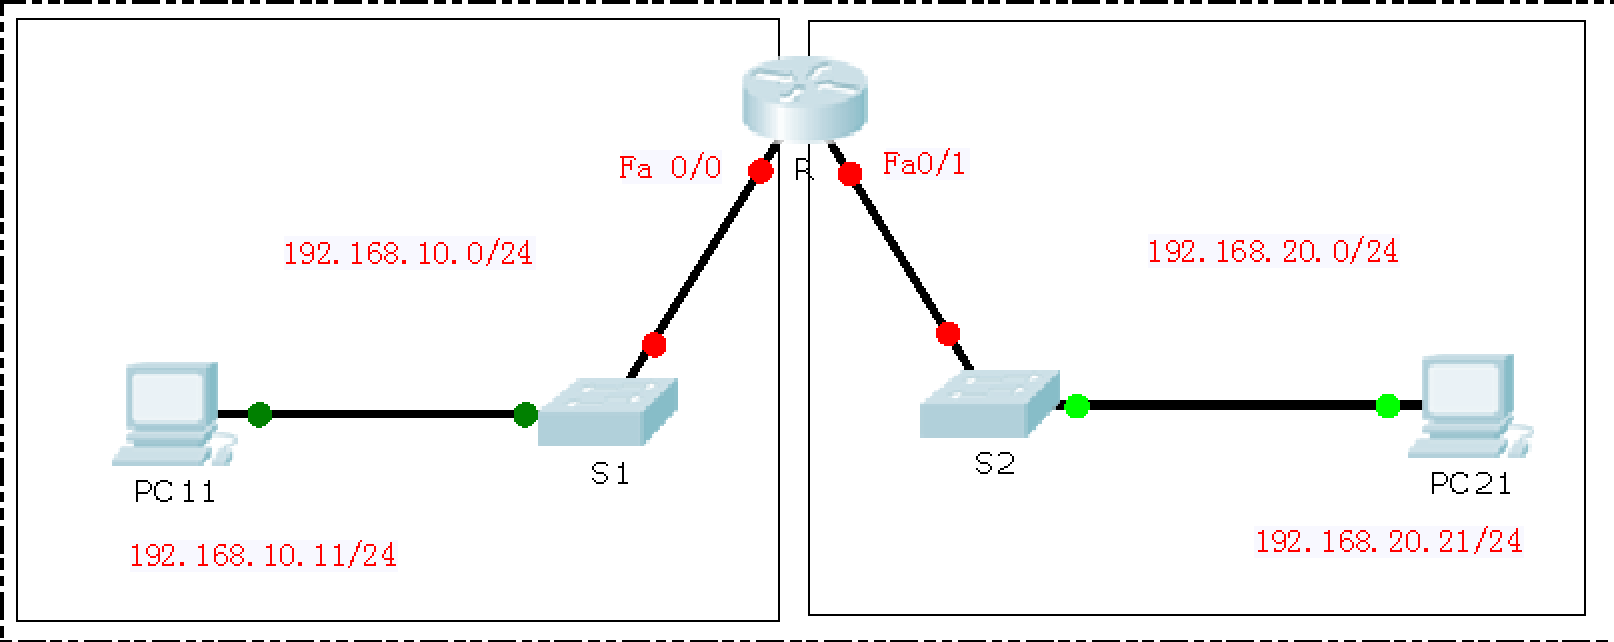 Fa 0/0
R
Fa0/1
192.168.10.0/24
192.168.20.0/24
S1
S2
PC11
PC21
192.168.10.11/24
192.168.20.21/24